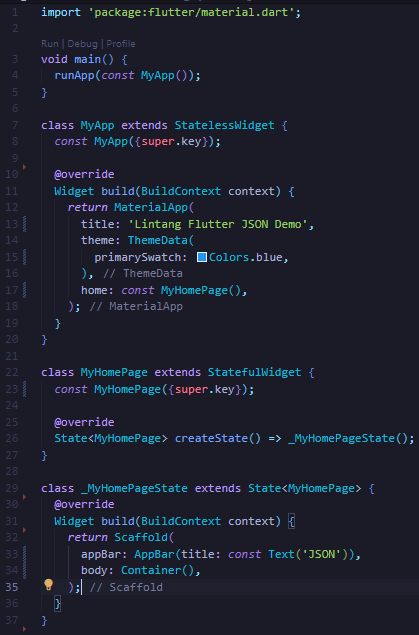 1 import 'package:flutter/material.dart';
2
Run | Debug | Profile
3 void main() {
4   runApp(const MyApp());
5 }
6
7 class MyApp extends StatelessWidget {
8   const MyApp({super.key});
9
10   @override
11   Widget build(BuildContext context) {
12     return MaterialApp(
13       title: 'Lintang Flutter JSON Demo',
14       theme: ThemeData(
15         primarySwatch: Colors.blue,
16       ), // ThemeData
17       home: const MyHomePage(),
18     ); // MaterialApp
19   }
20 }
21
22 class MyHomePage extends StatefulWidget {
23   const MyHomePage({super.key});
24
25   @override
26   State<MyHomePage> createState() => _MyHomePageState();
27 }
28
29 class _MyHomePageState extends State<MyHomePage> {
30   @override
31   Widget build(BuildContext context) {
32     return Scaffold(
33       appBar: AppBar(title: const Text('JSON')),
34       body: Container(),
35     ); // Scaffold
36   }
37 }